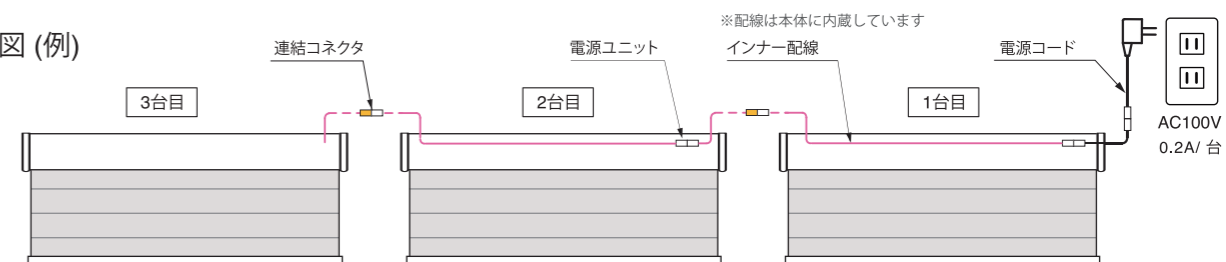 ※配線は本体に内蔵しています
図 (例)
連結コネクタ
電源ユニット
インナー配線
電源コード
3台目
2台目
1台目
AC100V
0.2A/ 台